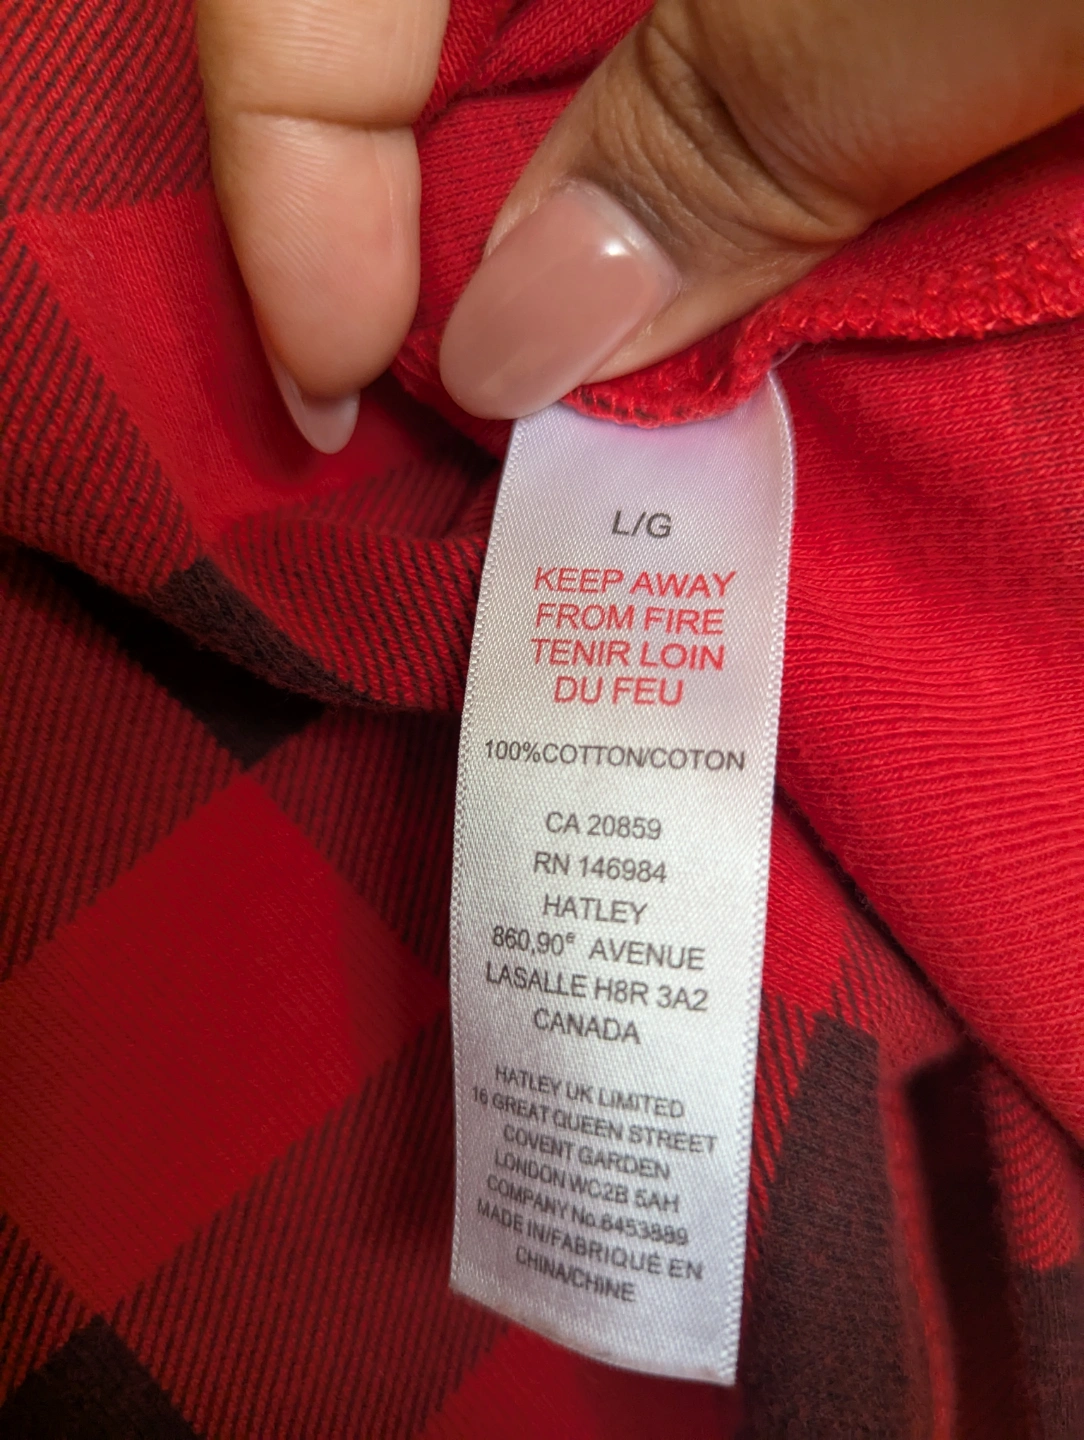 L/G
KEEP AWAY
FROM FIRE
TENIR LOIN
DU FEU
100%COTTON/COTON
CA 20859
RN 146984
HATLEY
860,90e AVENUE
LASALLE H8R 3A2
CANADA
HATLEY UK LIMITED
16 GREAT QUEEN STREET
COVENT GARDEN
LONDON WC2B 5AH
COMPANY No.6453889
MADE IN/FABRIQUÉ EN
CHINA/CHINE